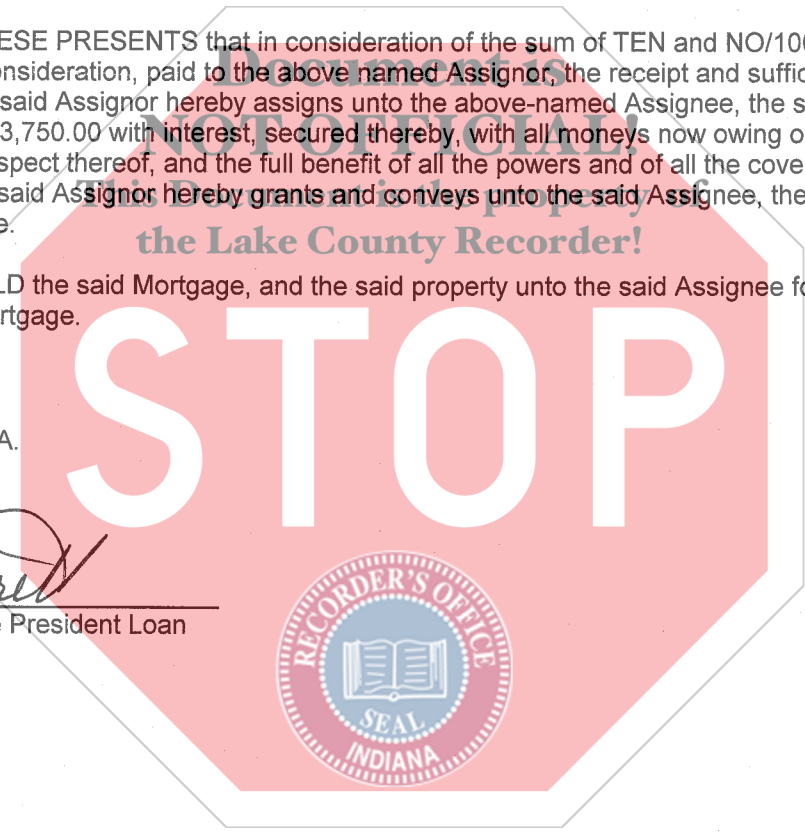 ESE PRESENTS that in consideration of the sum of TEN and NO/100
onsideration, paid to the above named Assignor, the receipt and suffic
said Assignor hereby assigns unto the above-named Assignee, the s
3,750.00 with interest, secured thereby, with all moneys now owing o
spect thereof, and the full benefit of all the powers and of all the cove
said Assignor hereby grants and conveys unto the said Assignee, the
e.
LD the said Mortgage, and the said property unto the said Assignee fo
rtgage.
A.
President Loan
Document is
NOT OFFICIAL!
This Document is the property of
the Lake County Recorder!
STOP
RECORDER'S OFFICE
SEAL
INDIANA